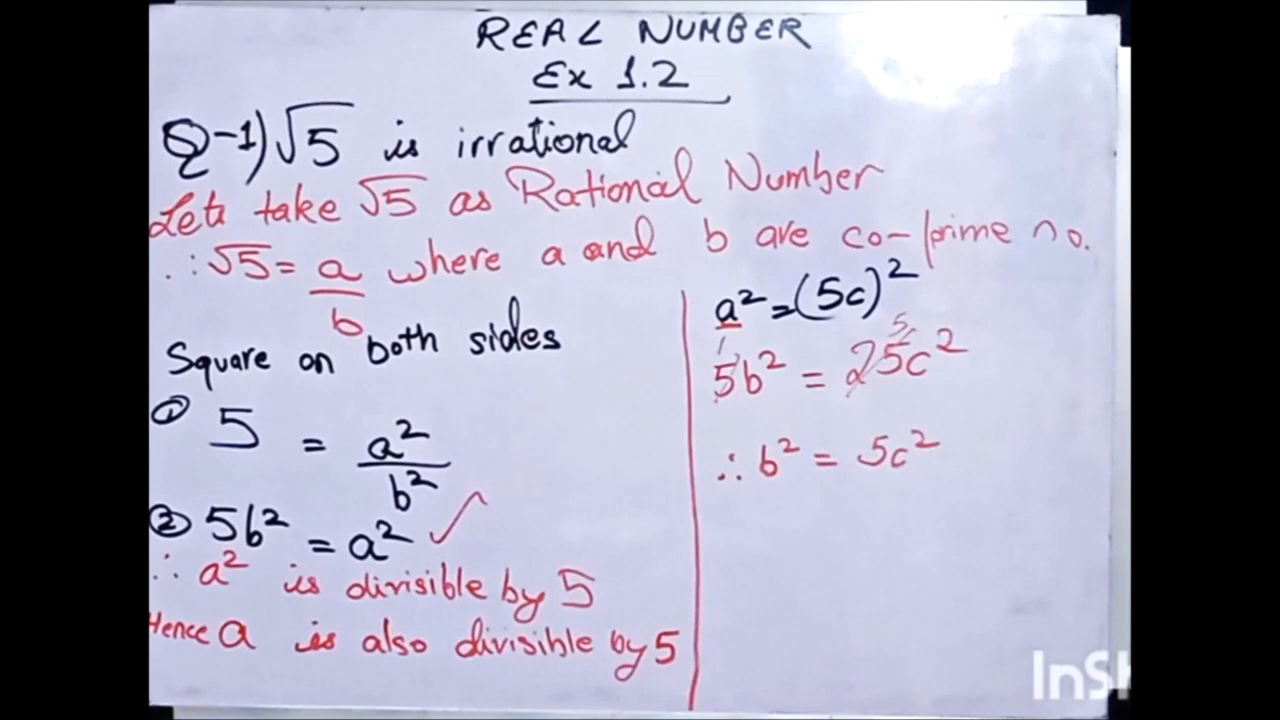 REAL NUMBER
Ex 1.2
Q-1) √5 is irrational
Lets take √5 as Rational Number
∴ √5 = a/b where a and b are co-prime no.
Square on both sides
① 5 = a²/b²
② 5b² = a² ✓
∴ a² is divisible by 5
Hence a is also divisible by 5
a² = (5c)²
1 5
5b² = 25c²
∴ b² = 5c²
InSh